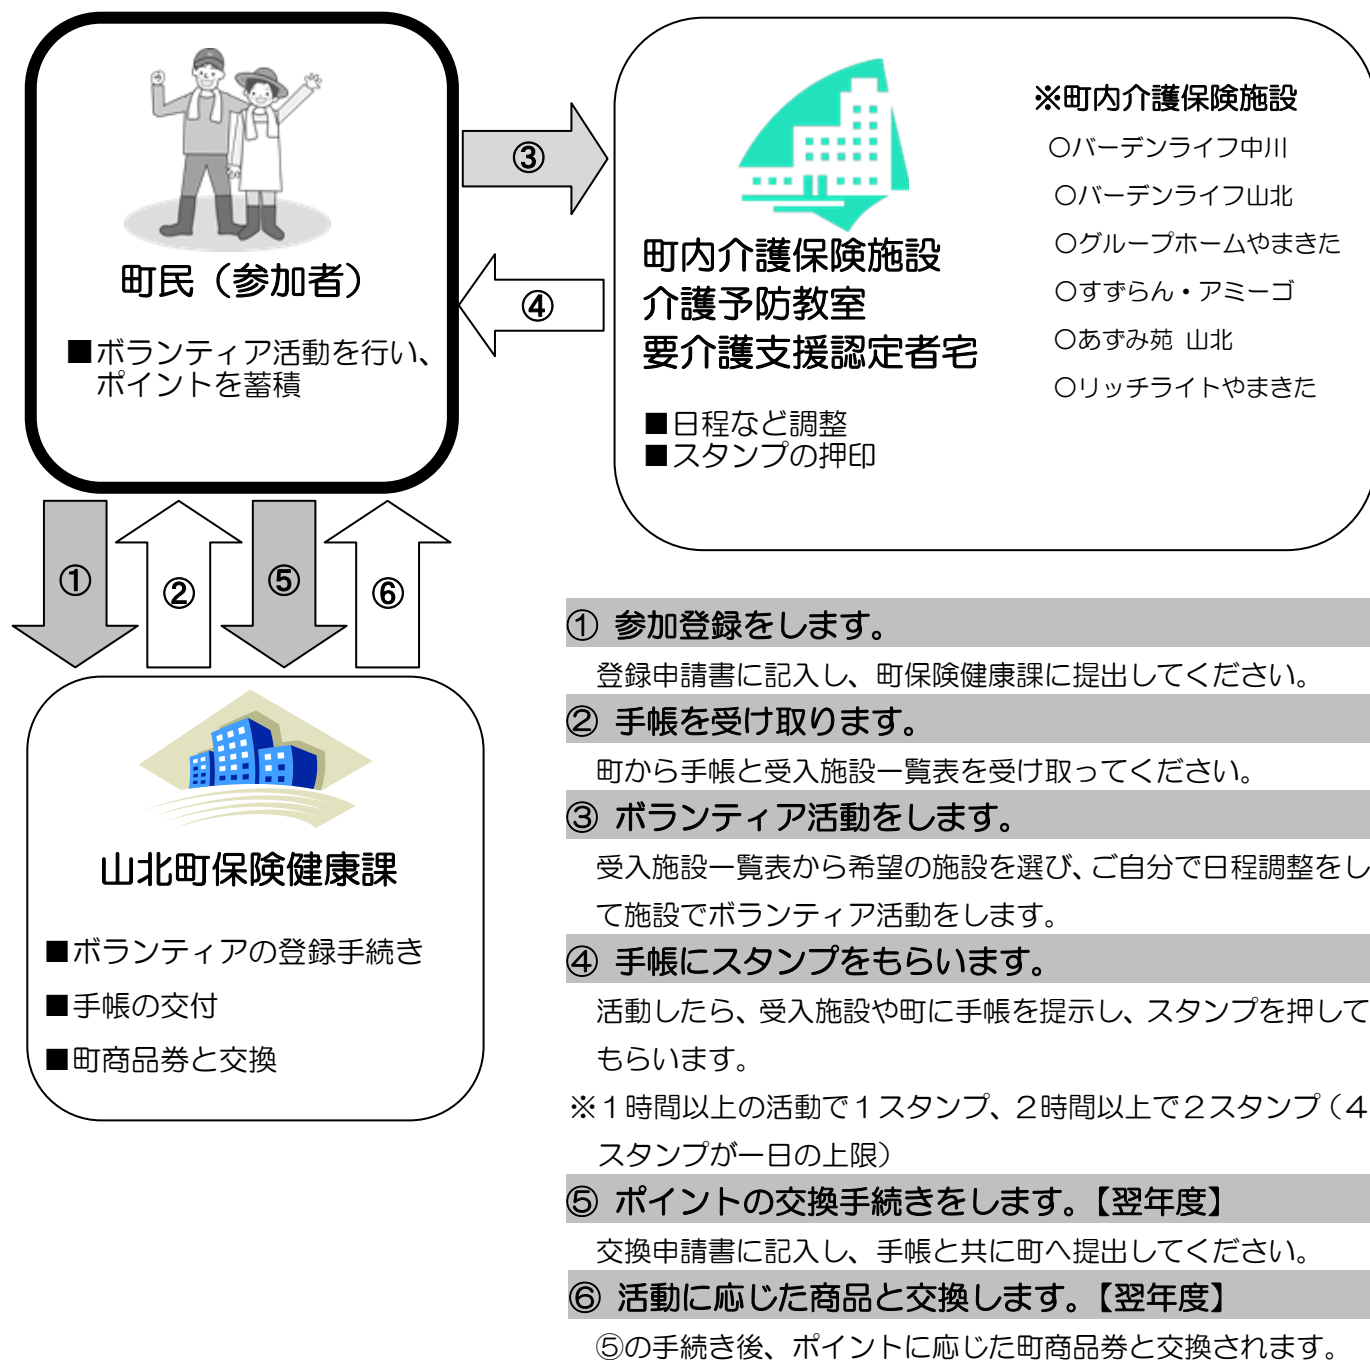 町民（参加者）
■ボランティア活動を行い、
ポイントを蓄積
③
④
町内介護保険施設
介護予防教室
要介護支援認定者宅
■日程など調整
■スタンプの押印
※町内介護保険施設
○バーデンライフ中川
○バーデンライフ山北
○グループホームやまきた
○すずらん・アミーゴ
○あずみ苑 山北
○リッチライトやまきた
①
②
⑤
⑥
山北町保険健康課
■ボランティアの登録手続き
■手帳の交付
■町商品券と交換
① 参加登録をします。
登録申請書に記入し、町保険健康課に提出してください。
② 手帳を受け取ります。
町から手帳と受入施設一覧表を受け取ってください。
③ ボランティア活動をします。
受入施設一覧表から希望の施設を選び、ご自分で日程調整をし
て施設でボランティア活動をします。
④ 手帳にスタンプをもらいます。
活動したら、受入施設や町に手帳を提示し、スタンプを押して
もらいます。
※１時間以上の活動で１スタンプ、２時間以上で２スタンプ（４
スタンプが一日の上限）
⑤ ポイントの交換手続きをします。【翌年度】
交換申請書に記入し、手帳と共に町へ提出してください。
⑥ 活動に応じた商品と交換します。【翌年度】
⑤の手続き後、ポイントに応じた町商品券と交換されます。